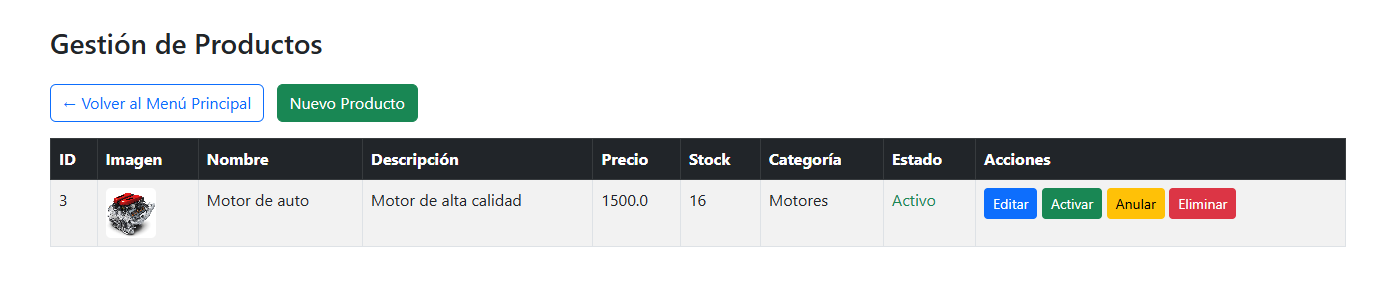 Gestión de Productos
← Volver al Menú Principal Nuevo Producto
ID Imagen Nombre Descripción Precio Stock Categoría Estado Acciones
3 Motor de auto Motor de alta calidad 1500.0 16 Motores Activo Editar Activar Anular Eliminar